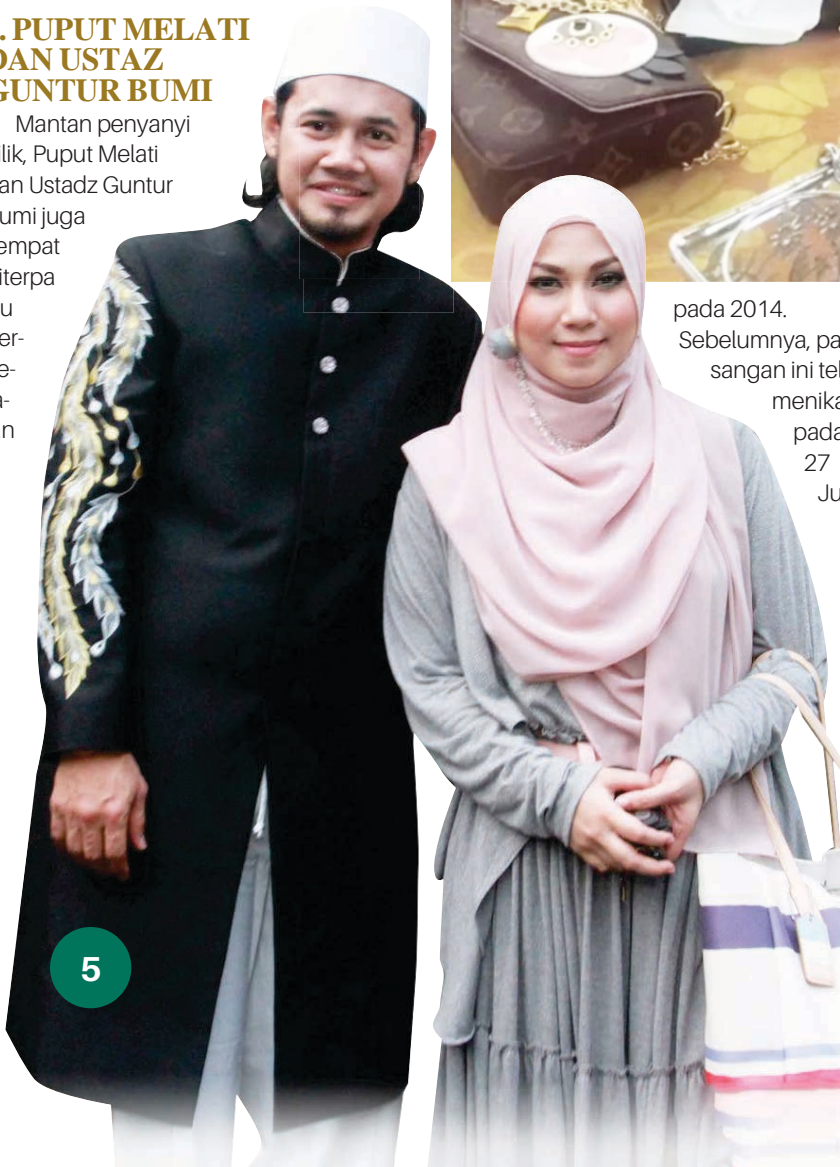 . PUPUT MELATI
DAN USTAZ
GUNTUR BUMI
Mantan penyanyi
ilik, Puput Melati
an Ustadz Guntur
umi juga
empat
iterpa
u
er-
e-
a-
n
pada 2014.
Sebelumnya, pa
sangan ini tel
menika
pada
27
Ju
5